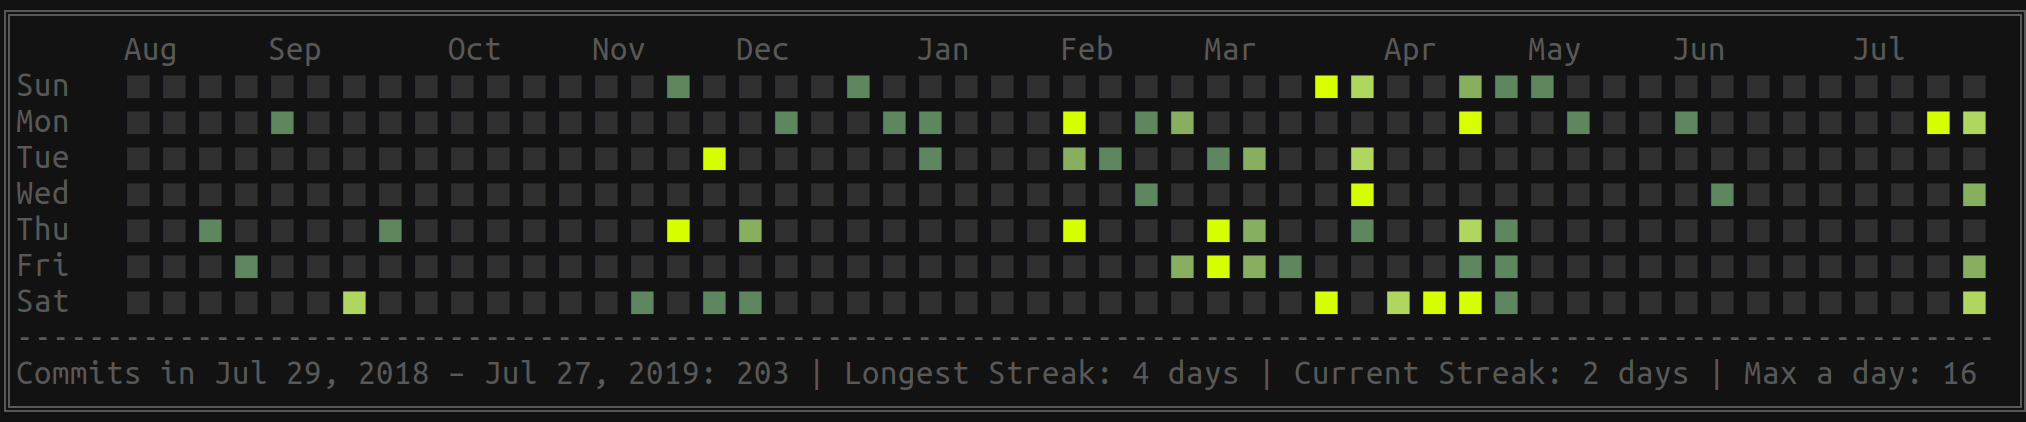 Aug Sep Oct Nov Dec Jan Feb Mar Apr May Jun Jul
Sun
Mon
Tue
Wed
Thu
Fri
Sat
Commits in Jul 29, 2018 - Jul 27, 2019: 203 | Longest Streak: 4 days | Current Streak: 2 days | Max a day: 16